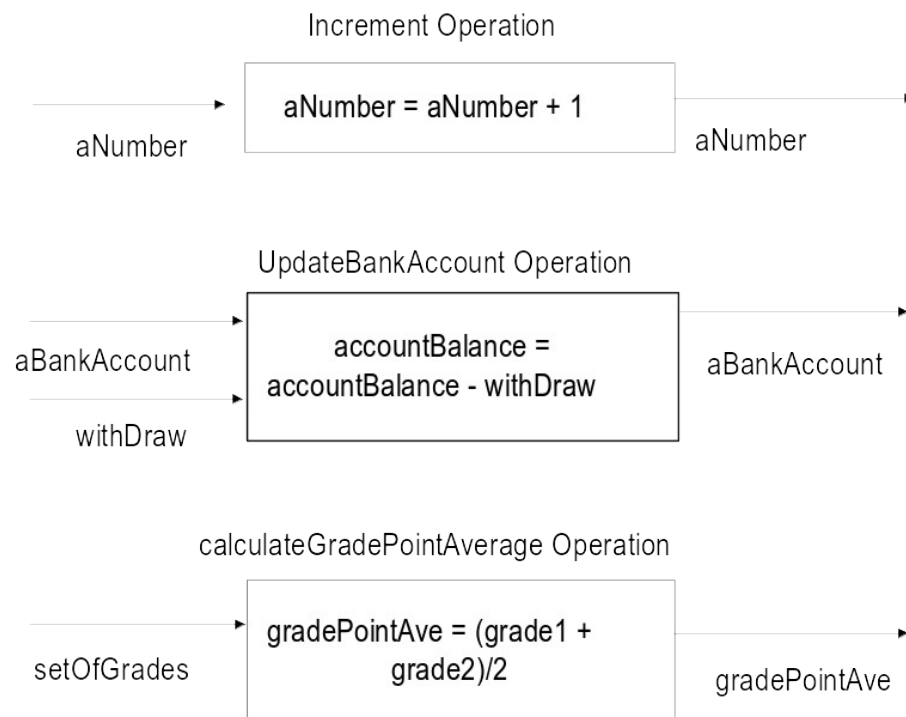 Increment Operation
aNumber = aNumber + 1
aNumber
aNumber
UpdateBankAccount Operation
accountBalance =
accountBalance - withDraw
aBankAccount
aBankAccount
withDraw
calculateGradePointAverage Operation
gradePointAve = (grade1 +
grade2)/2
setOfGrades
gradePointAve